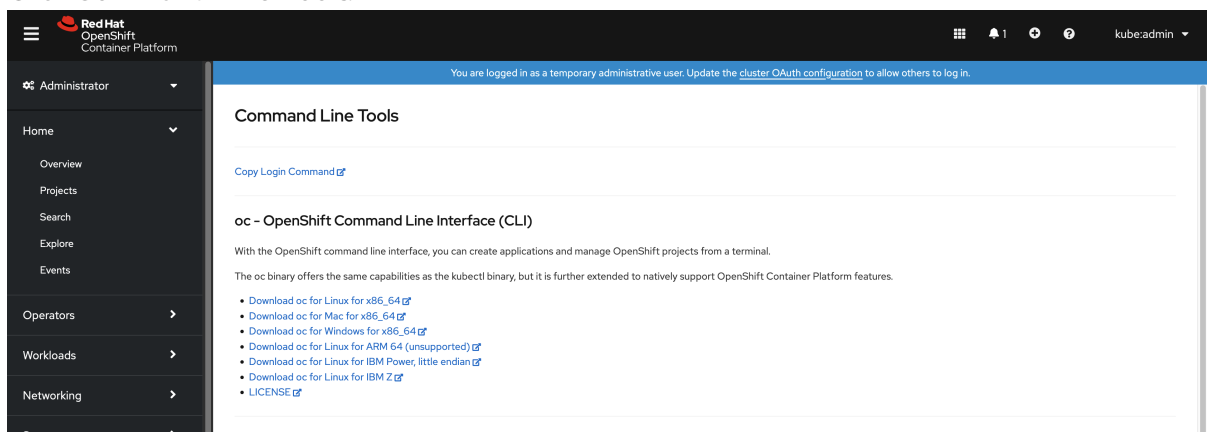 Red Hat
OpenShift
Container Platform
1
kube:admin
You are logged in as a temporary administrative user. Update the cluster OAuth configuration to allow others to log in.
Administrator
Home
Overview
Projects
Search
Explore
Events
Operators
Workloads
Networking
Command Line Tools
Copy Login Command
oc - OpenShift Command Line Interface (CLI)
With the OpenShift command line interface, you can create applications and manage OpenShift projects from a terminal.
The oc binary offers the same capabilities as the kubectl binary, but it is further extended to natively support OpenShift Container Platform features.
• Download oc for Linux for x86_64
• Download oc for Mac for x86_64
• Download oc for Windows for x86_64
• Download oc for Linux for ARM 64 (unsupported)
• Download oc for Linux for IBM Power, little endian
• Download oc for Linux for IBM Z
• LICENSE